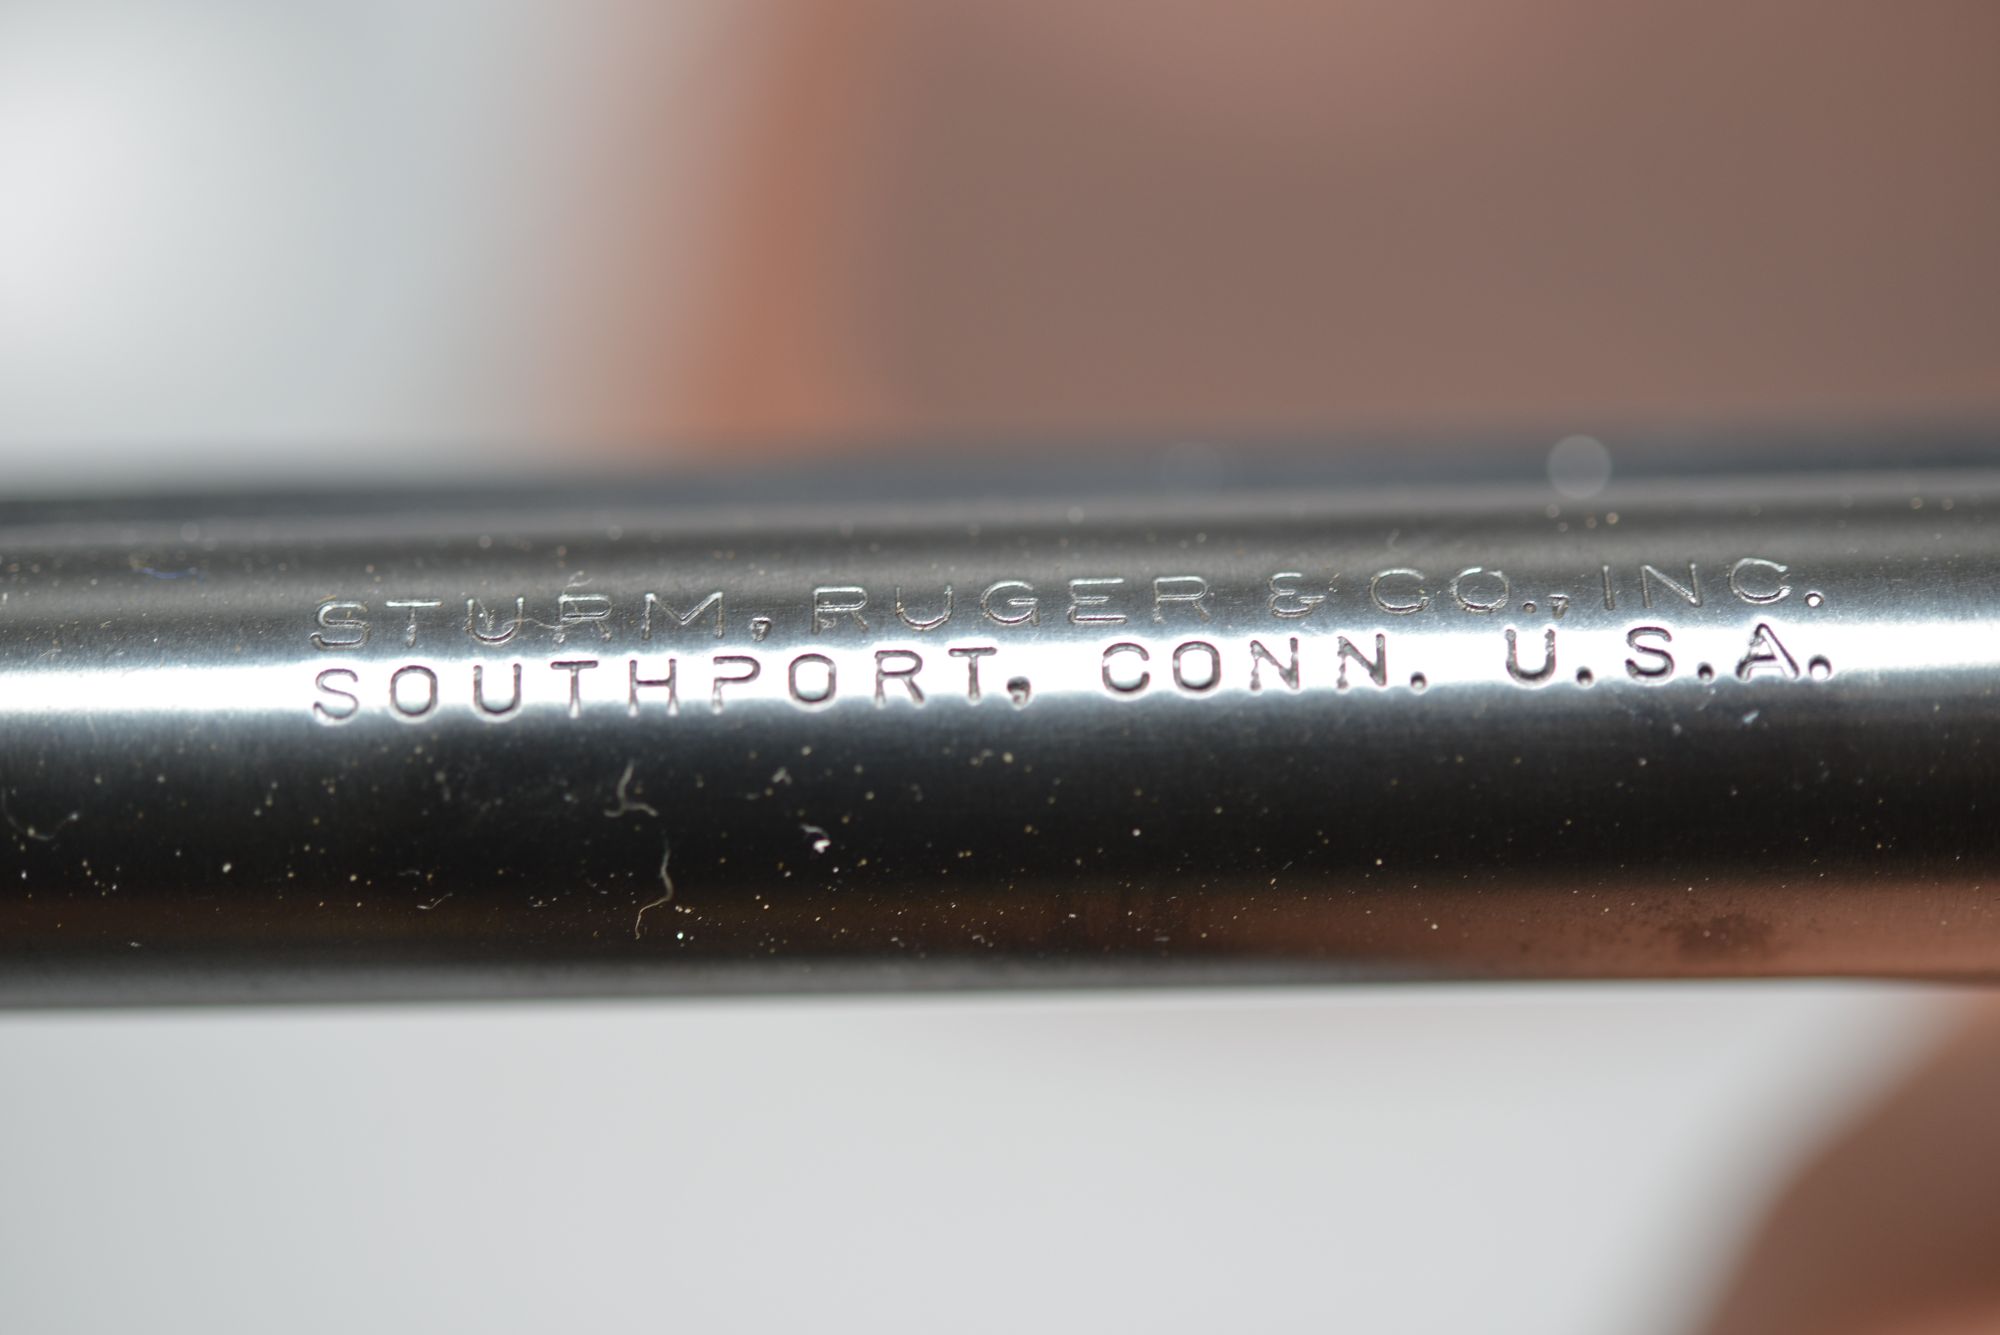 STURM, RUGER & CO., INC.
SOUTHPORT, CONN. U.S.A.